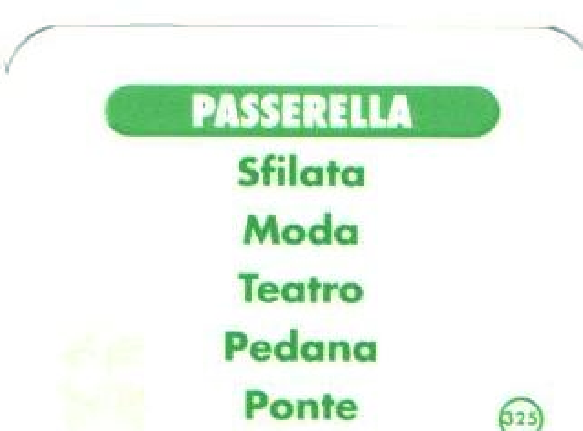 PASSERELLA
Sfilata
Moda
Teatro
Pedana
Ponte
325